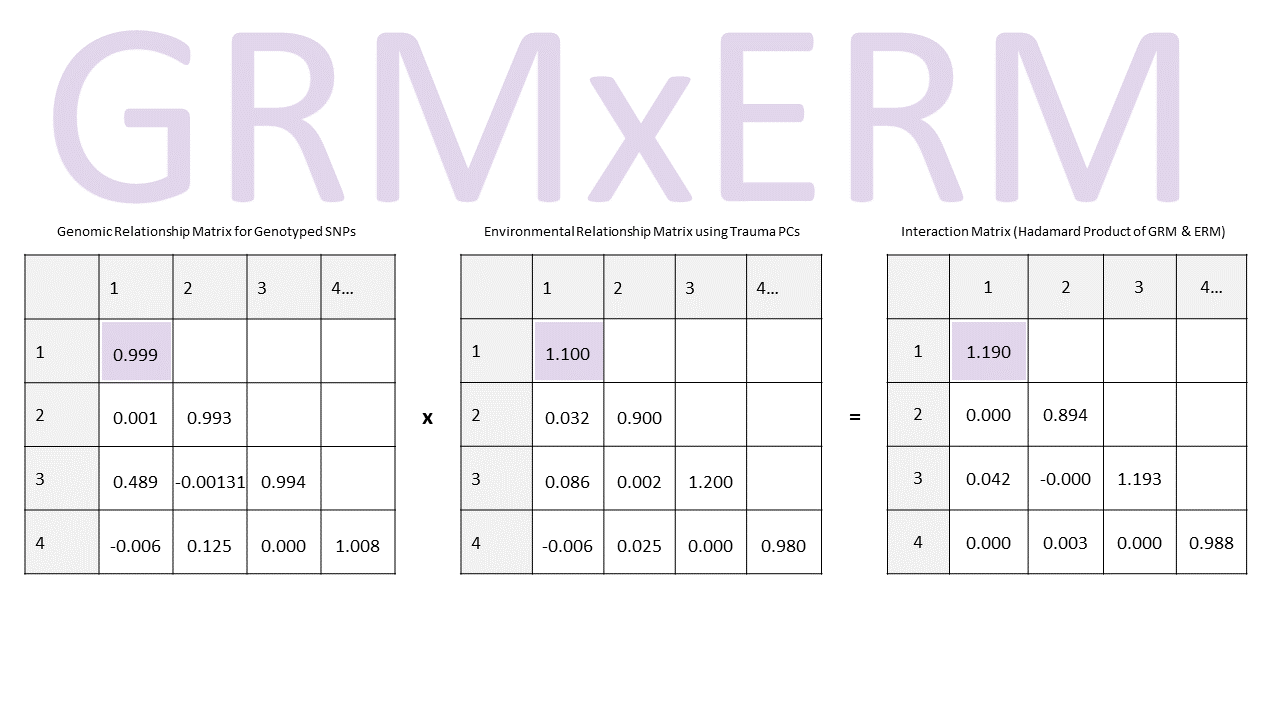 GRMxERM
Genomic Relationship Matrix for Genotyped SNPs
1 2 3 4...
1 0.999
2 0.001 0.993
3 0.489 -0.00131 0.994
4 -0.006 0.125 0.000 1.008
x
Environmental Relationship Matrix using Trauma PCs
1 2 3 4...
1 1.100
2 0.032 0.900
3 0.086 0.002 1.200
4 -0.006 0.025 0.000 0.980
=
Interaction Matrix (Hadamard Product of GRM & ERM)
1 2 3 4...
1 1.190
2 0.000 0.894
3 0.042 -0.000 1.193
4 0.000 0.003 0.000 0.988